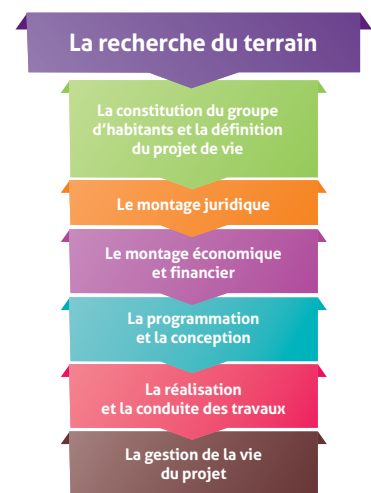 La recherche du terrain
La constitution du groupe
d'habitants et la définition
du projet de vie
Le montage juridique
Le montage économique
et financier
La programmation
et la conception
La réalisation
et la conduite des travaux
La gestion de la vie
du projet